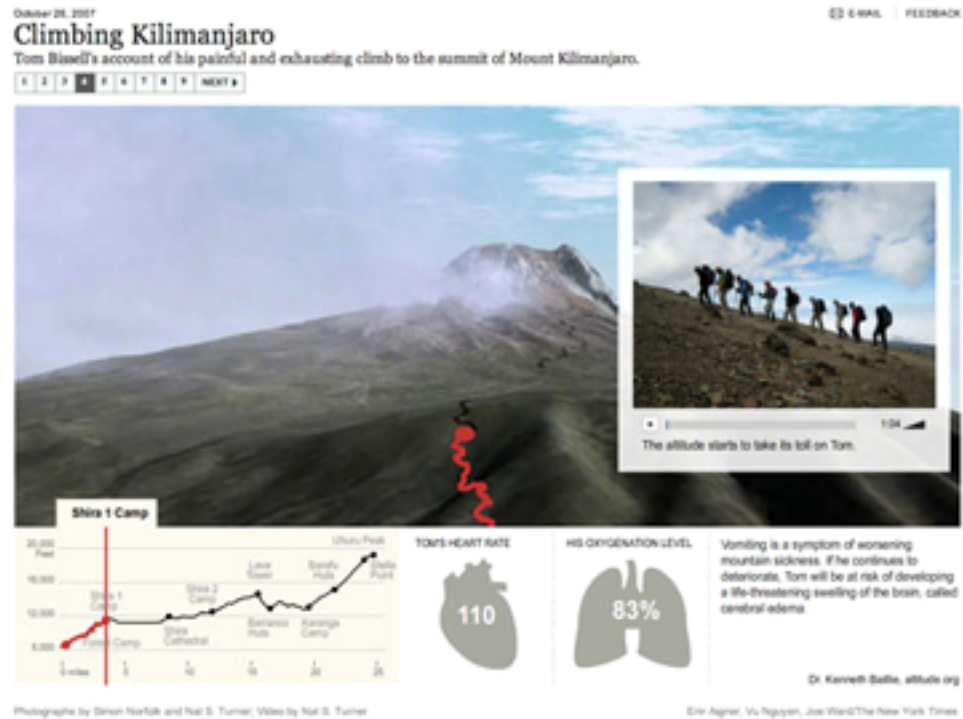 October 26, 2007
E-MAIL FEEDBACK
Climbing Kilimanjaro
Tom Bissell's account of his painful and exhausting climb to the summit of Mount Kilimanjaro.
1 2 3 4 5 6 7 8 9 NEXT
1:04
The altitude starts to take its toll on Tom.
Shira 1 Camp
20,000
Feet
16,000
12,000
8,000
Shira 1
Camp
Forest Camp
Shira
Cathedral
Shira 2
Camp
Lava
Tower
Barranco
Huts
Barafu
Huts
Karanga
Camp
Uhuru Peak
Stella
Point
0 miles 5 10 15 20 25
TOM'S HEART RATE
110
HIS OXYGENATION LEVEL
83%
Vomiting is a symptom of worsening
mountain sickness. If he continues to
deteriorate, Tom will be at risk of developing
a life-threatening swelling of the brain, called
cerebral edema
Dr. Kenneth Baillie, altitude.org
Photographs by Simon Norfolk and Nat S. Turner; Video by Nat S. Turner
Erin Aigner, Vu Nguyen, Joe Ward/The New York Times